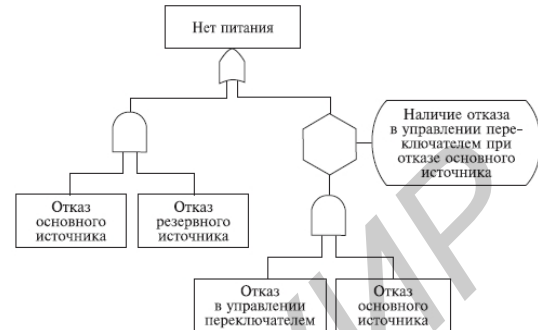 Нет питания
Наличие отказа
в управлении пере-
ключателем при
отказе основного
источника
Отказ
основного
источника
Отказ
резервного
источника
Отказ
в управлении
переключателем
Отказ
основного
источника